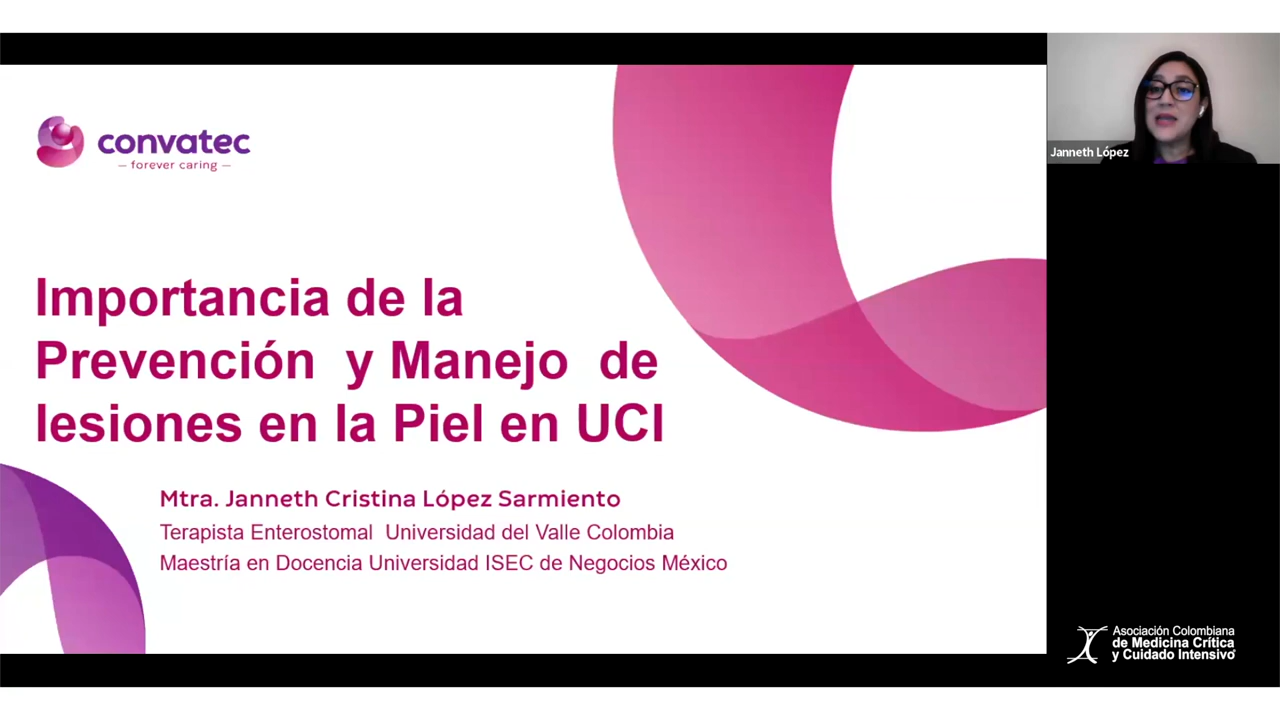 convatec
— forever caring —
Importancia de la
Prevención y Manejo de
lesiones en la Piel en UCI
Mtra. Janneth Cristina López Sarmiento
Terapista Enterostomal Universidad del Valle Colombia
Maestría en Docencia Universidad ISEC de Negocios México
Janneth López
Asociación Colombiana
de Medicina Crítica
y Cuidado Intensivo